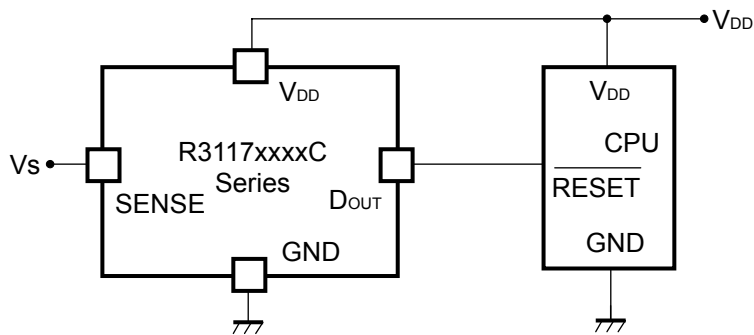 VDD
VDD
VDD
R3117xxxxC
Series
CPU
Vs
SENSE
DOUT
RESET
GND
GND